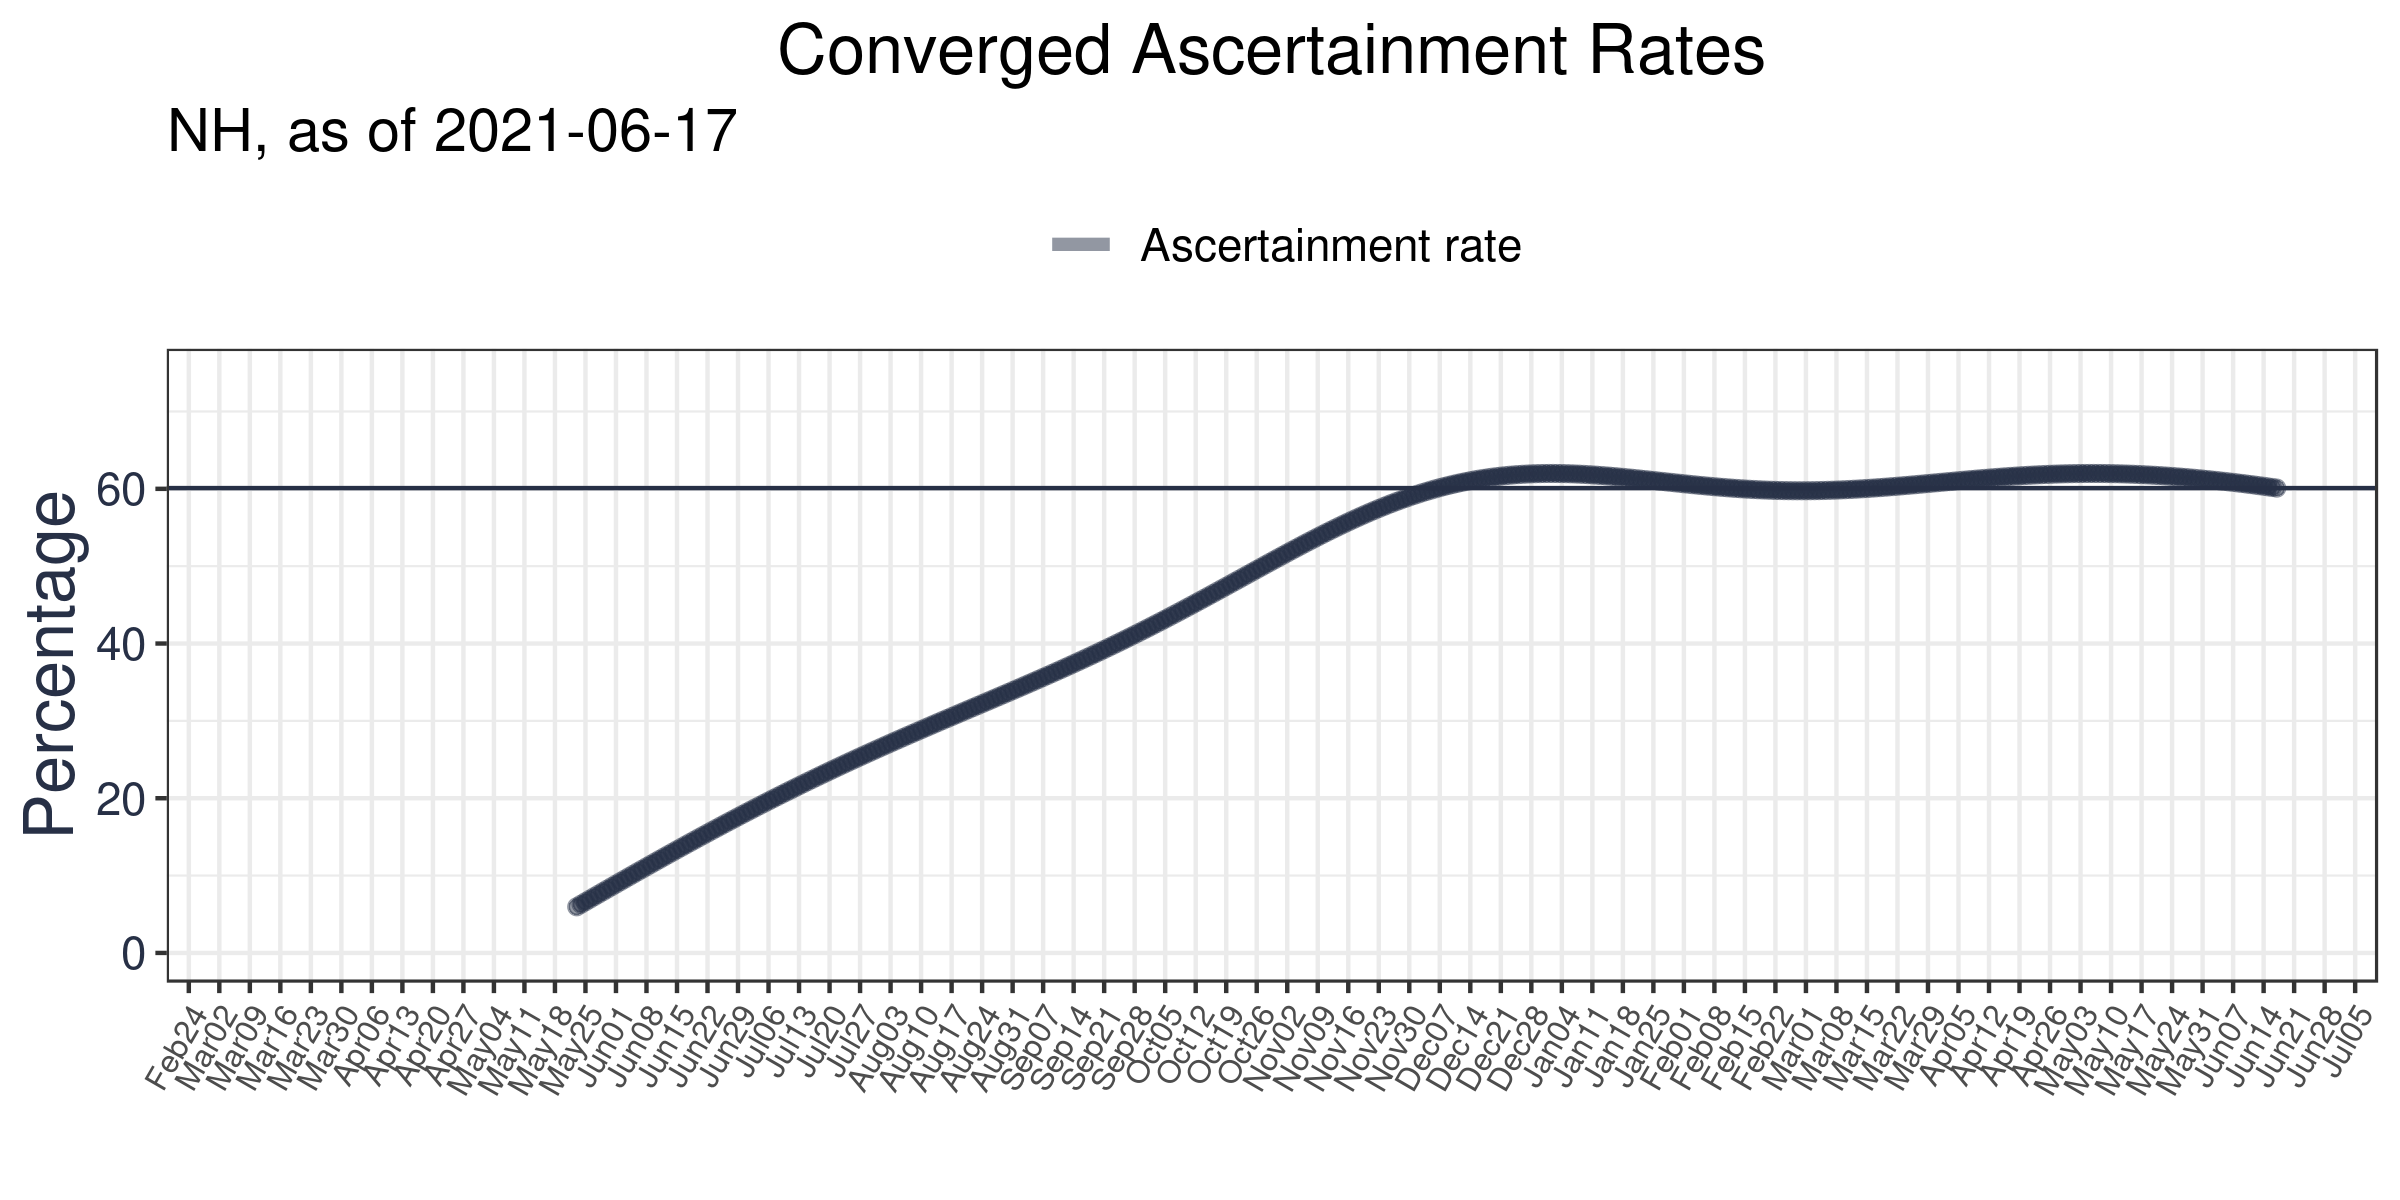 Converged Ascertainment Rates
NH, as of 2021-06-17
Ascertainment rate
Percentage
60
40
20
0
Feb24
Mar02
Mar09
Mar16
Mar23
Mar30
Apr06
Apr13
Apr20
Apr27
May04
May11
May18
May25
Jun01
Jun08
Jun15
Jun22
Jun29
Jul06
Jul13
Jul20
Jul27
Aug03
Aug10
Aug17
Aug24
Aug31
Sep07
Sep14
Sep21
Sep28
Oct05
Oct12
Oct19
Oct26
Nov02
Nov09
Nov16
Nov23
Nov30
Dec07
Dec14
Dec21
Dec28
Jan04
Jan11
Jan18
Jan25
Feb01
Feb08
Feb15
Feb22
Mar01
Mar08
Mar15
Mar22
Mar29
Apr05
Apr12
Apr19
Apr26
May03
May10
May17
May24
May31
Jun07
Jun14
Jun21
Jun28
Jul05